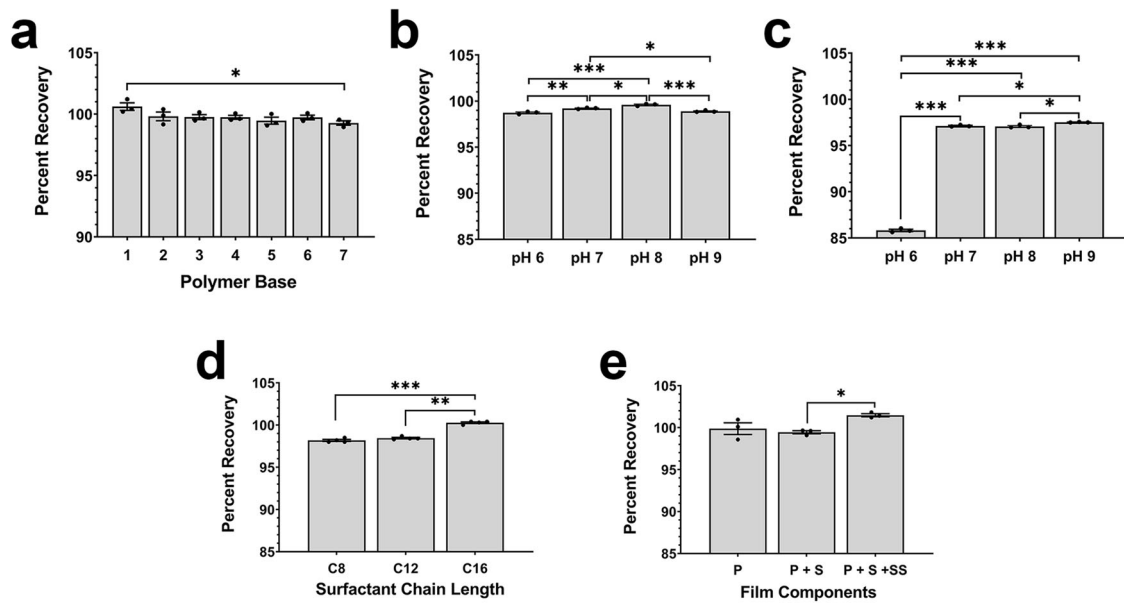 a
105
100
95
90
Percent Recovery
*
1 2 3 4 5 6 7
Polymer Base
b
105
100
95
90
85
Percent Recovery
*
***
** * ***
pH 6 pH 7 pH 8 pH 9
c
105
100
95
90
85
Percent Recovery
***
***
*
*** *
pH 6 pH 7 pH 8 pH 9
d
105
100
95
90
85
Percent Recovery
***
**
C8 C12 C16
Surfactant Chain Length
e
105
100
95
90
85
Percent Recovery
*
P P + S P + S +SS
Film Components